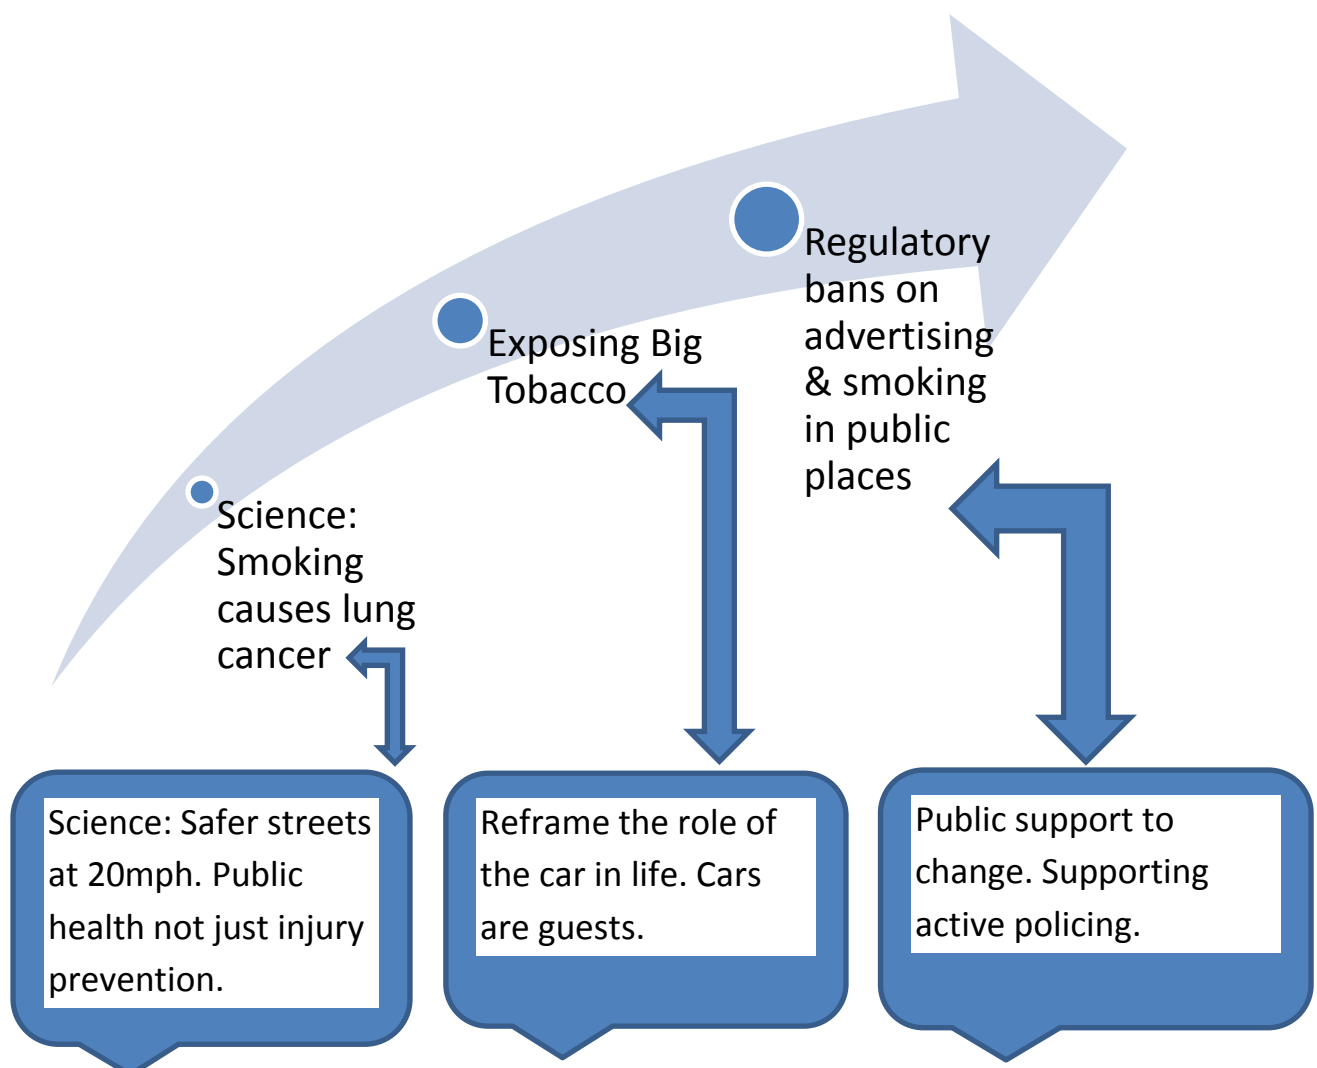 Regulatory
bans on
advertising
& smoking
in public
places
Exposing Big
Tobacco
Science:
Smoking
causes lung
cancer
Science: Safer streets
at 20mph. Public
health not just injury
prevention.
Reframe the role of
the car in life. Cars
are guests.
Public support to
change. Supporting
active policing.